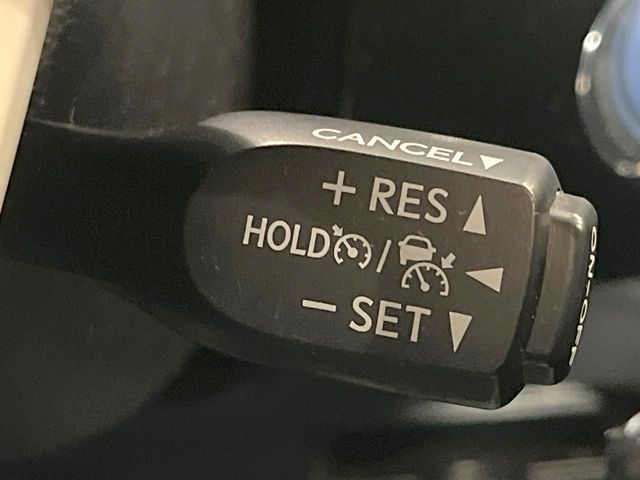 CANCEL▼
+ RES ▲
HOLD / ◀
− SET ▼
ON·OFF